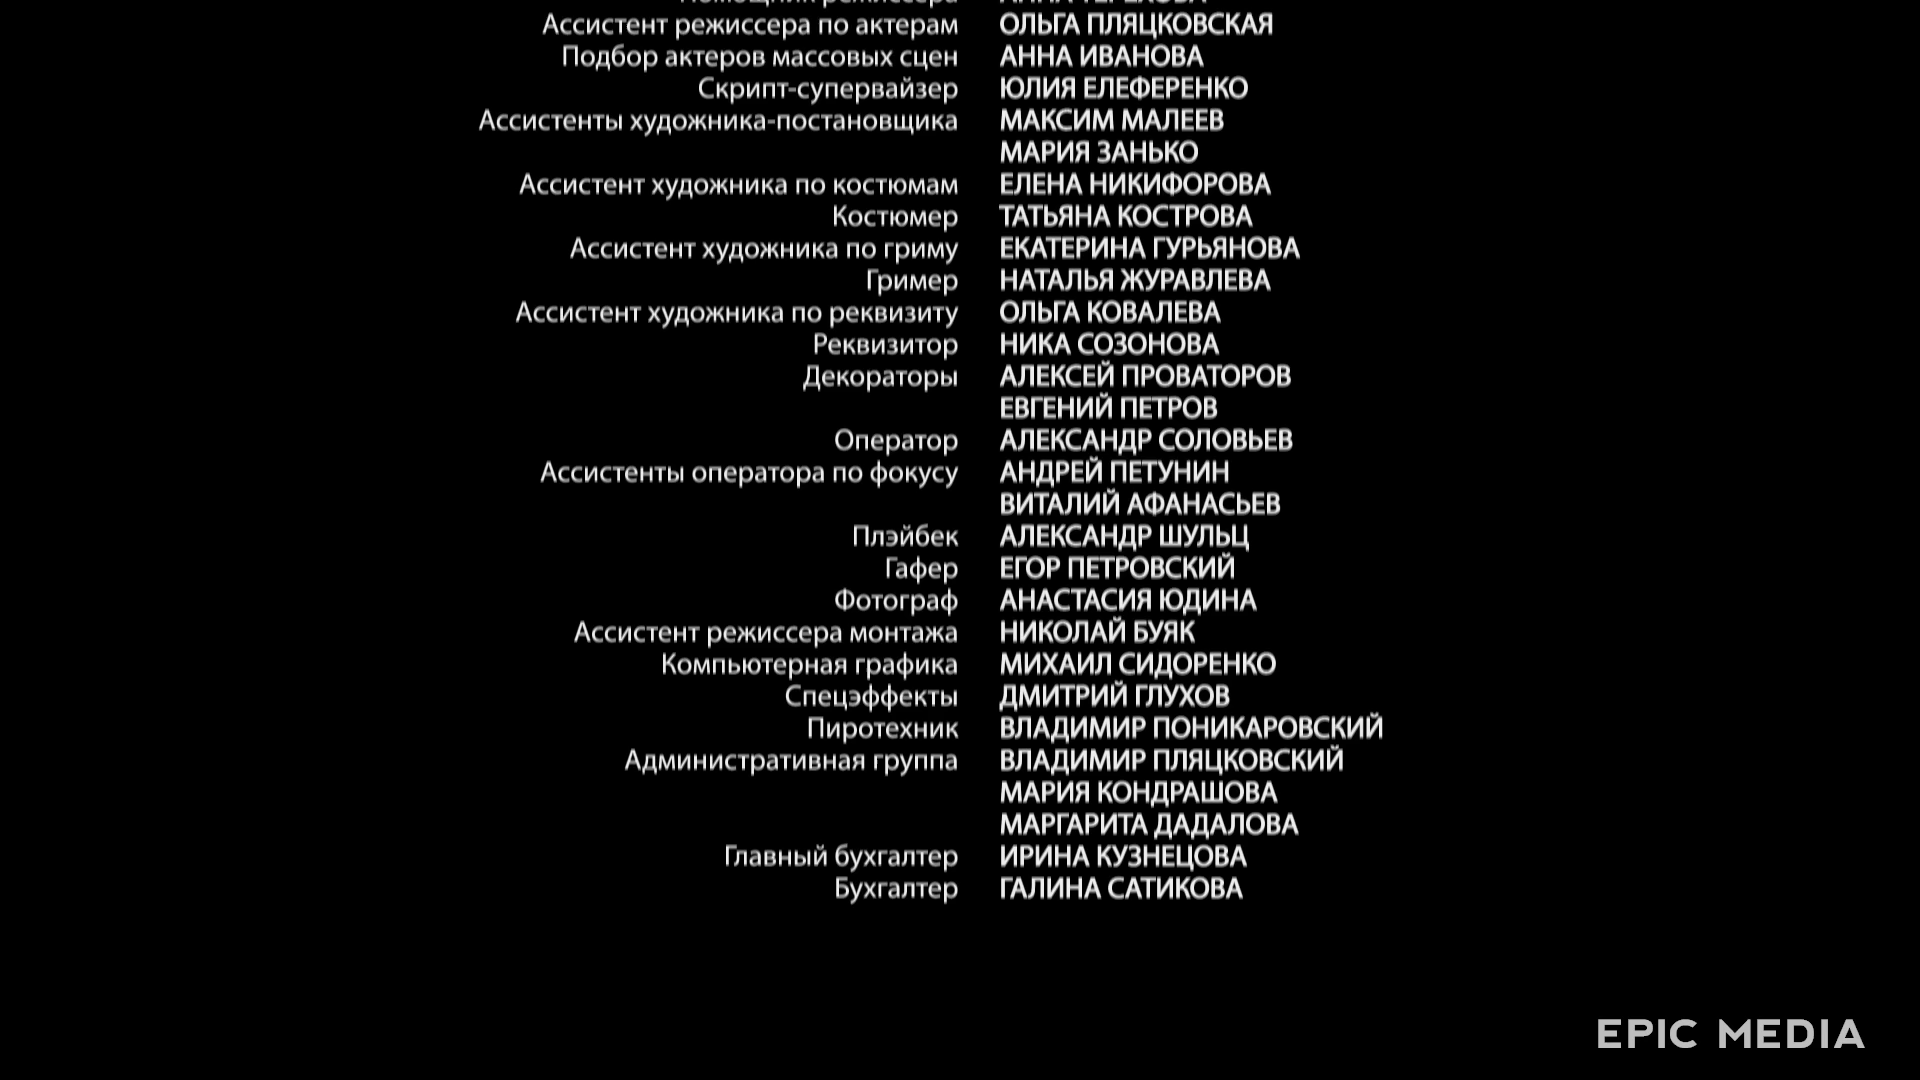 Помощник режиссера АННА ТЕРЕХОВА
Ассистент режиссера по актерам ОЛЬГА ПЛЯЦКОВСКАЯ
Подбор актеров массовых сцен АННА ИВАНОВА
Скрипт-супервайзер ЮЛИЯ ЕЛЕФЕРЕНКО
Ассистенты художника-постановщика МАКСИМ МАЛЕЕВ
МАРИЯ ЗАНЬКО
Ассистент художника по костюмам ЕЛЕНА НИКИФОРОВА
Костюмер ТАТЬЯНА КОСТРОВА
Ассистент художника по гриму ЕКАТЕРИНА ГУРЬЯНОВА
Гример НАТАЛЬЯ ЖУРАВЛЕВА
Ассистент художника по реквизиту ОЛЬГА КОВАЛЕВА
Реквизитор НИКА СОЗОНОВА
Декораторы АЛЕКСЕЙ ПРОВАТОРОВ
ЕВГЕНИЙ ПЕТРОВ
Оператор АЛЕКСАНДР СОЛОВЬЕВ
Ассистенты оператора по фокусу АНДРЕЙ ПЕТУНИН
ВИТАЛИЙ АФАНАСЬЕВ
Плэйбек АЛЕКСАНДР ШУЛЬЦ
Гафер ЕГОР ПЕТРОВСКИЙ
Фотограф АНАСТАСИЯ ЮДИНА
Ассистент режиссера монтажа НИКОЛАЙ БУЯК
Компьютерная графика МИХАИЛ СИДОРЕНКО
Спецэффекты ДМИТРИЙ ГЛУХОВ
Пиротехник ВЛАДИМИР ПОНИКАРОВСКИЙ
Административная группа ВЛАДИМИР ПЛЯЦКОВСКИЙ
МАРИЯ КОНДРАШОВА
МАРГАРИТА ДАДАЛОВА
Главный бухгалтер ИРИНА КУЗНЕЦОВА
Бухгалтер ГАЛИНА САТИКОВА
EPIC MEDIA